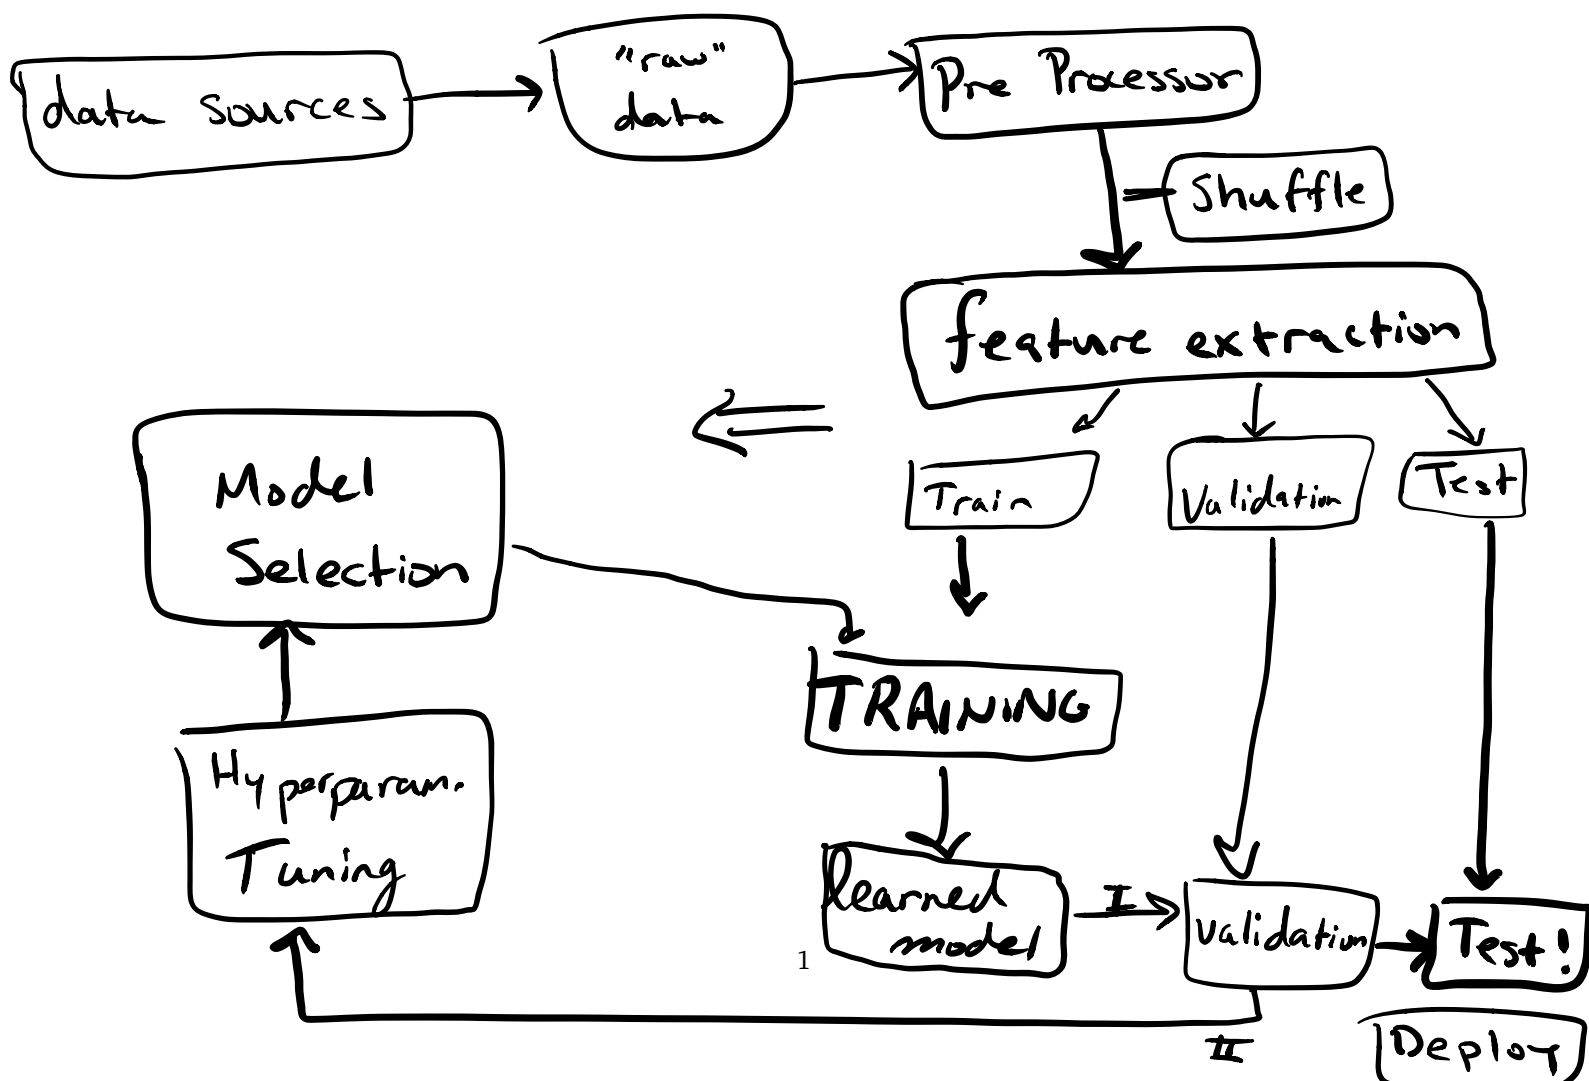 data sources
"raw"
data
Pre Processor
Shuffle
feature extraction
Train
Validation
Test
Model
Selection
TRAINING
Hyperparam.
Tuning
learned
model
I
validation
Test!
1
II
Deploy